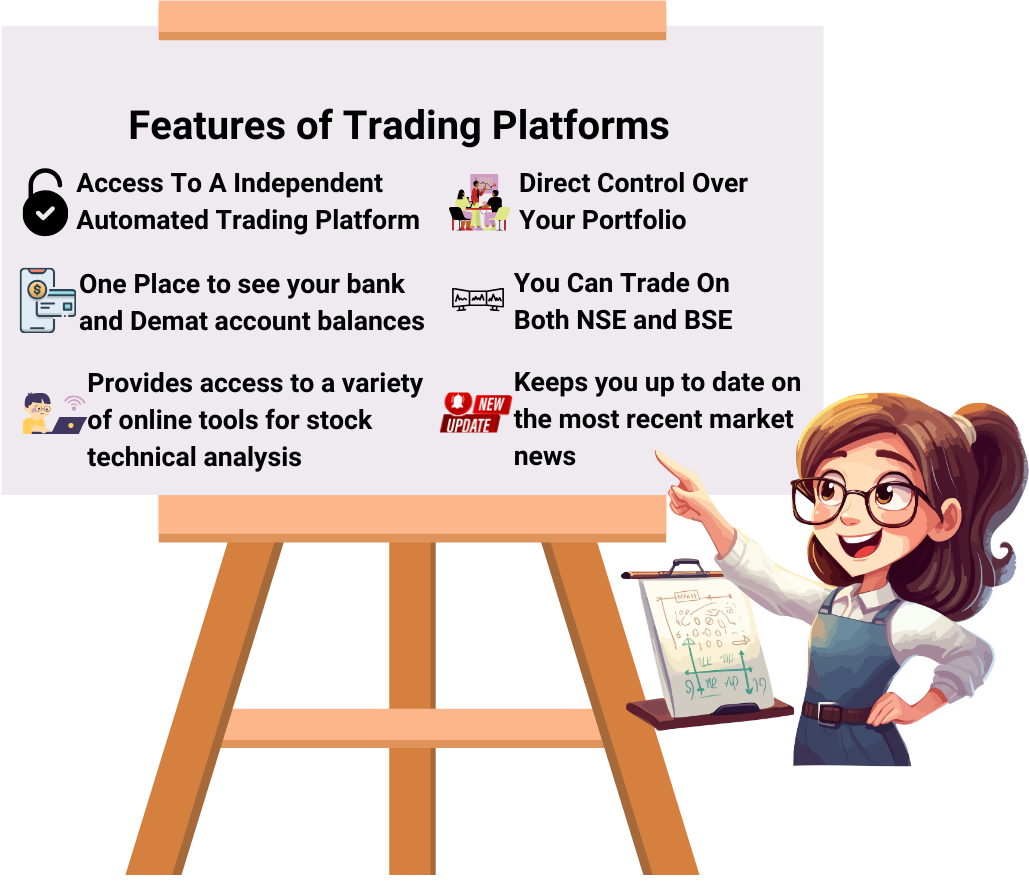 Features of Trading Platforms
Access To A Independent
Automated Trading Platform
Direct Control Over
Your Portfolio
One Place to see your bank
and Demat account balances
You Can Trade On
Both NSE and BSE
Provides access to a variety
of online tools for stock
technical analysis
NEW
UPDATE
Keeps you up to date on
the most recent market
news